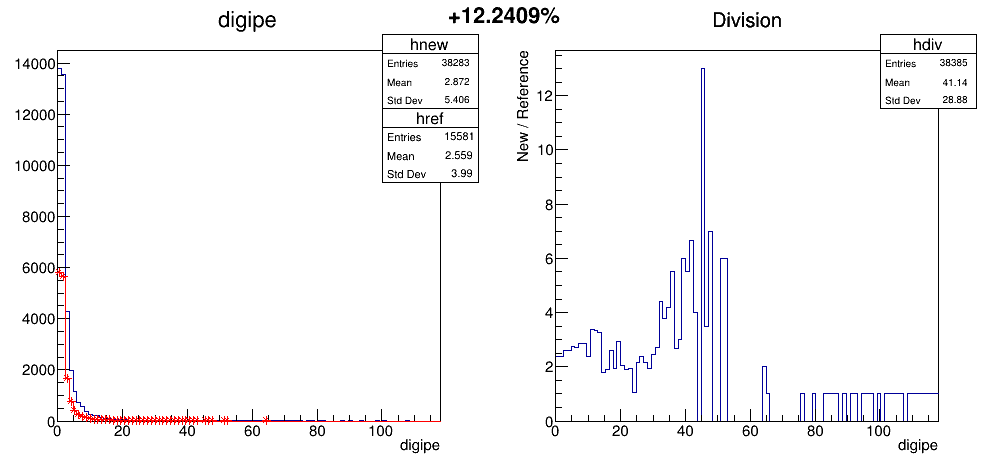 +12.2409%
digipe
hnew
Entries 38283
Mean 2.872
Std Dev 5.406
href
Entries 15581
Mean 2.559
Std Dev 3.99
14000
12000
10000
8000
6000
4000
2000
0
0 20 40 60 80 100
digipe
Division
hdiv
Entries 38385
Mean 41.14
Std Dev 28.88
New / Reference
12
10
8
6
4
2
0
0 20 40 60 80 100
digipe